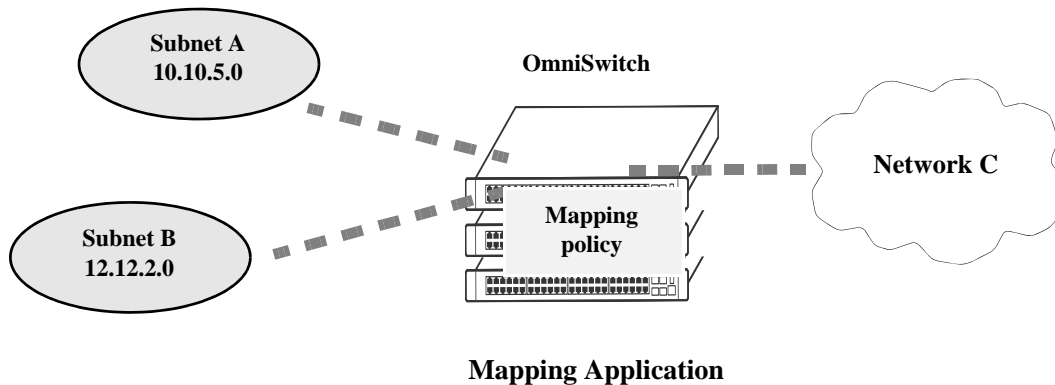 Subnet A
10.10.5.0
OmniSwitch
Network C
Mapping
policy
Subnet B
12.12.2.0
Mapping Application